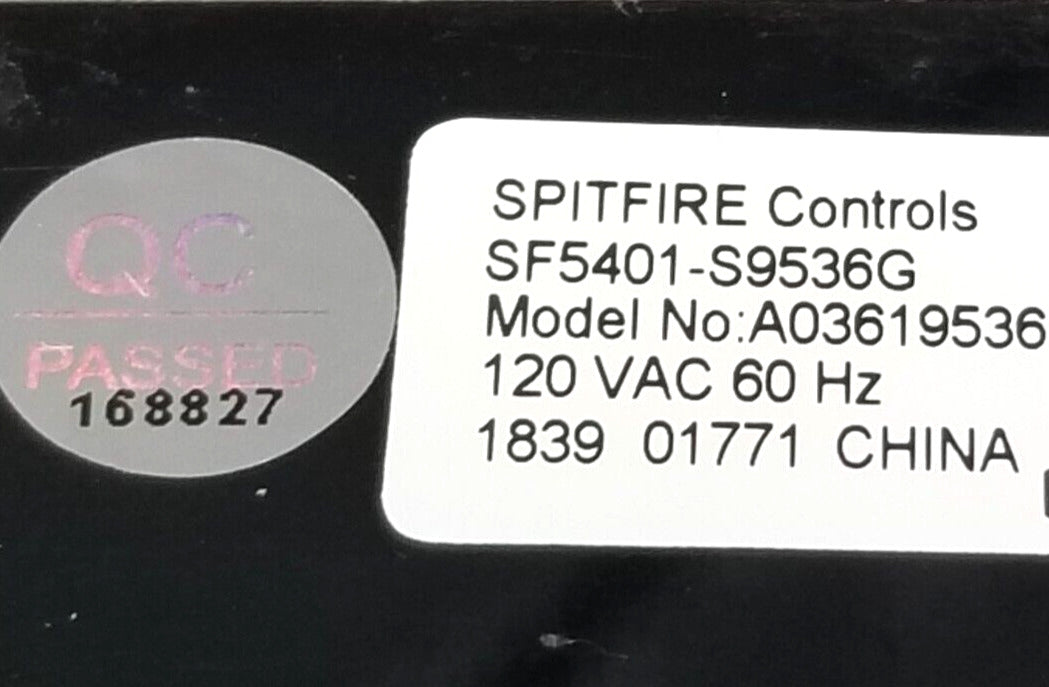 QC
PASSED
168827
SPITFIRE Controls
SF5401-S9536G
Model No:A03619536
120 VAC 60 Hz
1839 01771 CHINA